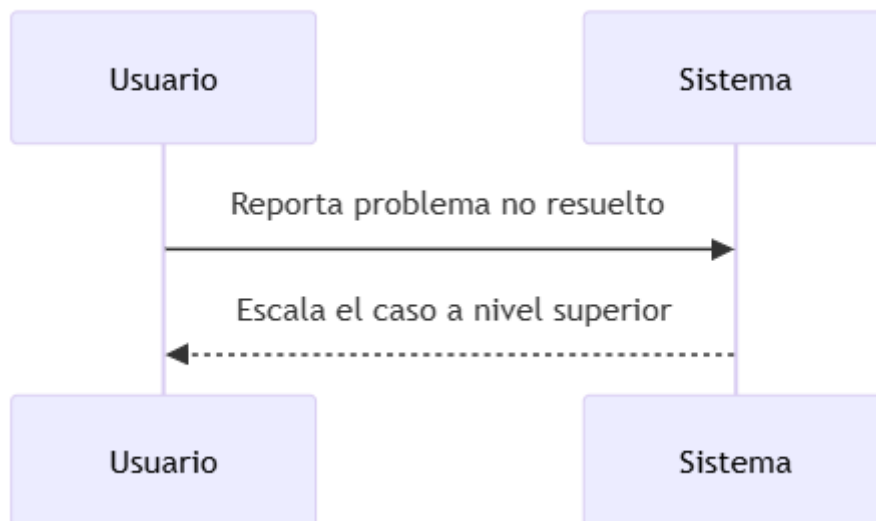 Usuario
Sistema
Reporta problema no resuelto
Escala el caso a nivel superior
Usuario
Sistema